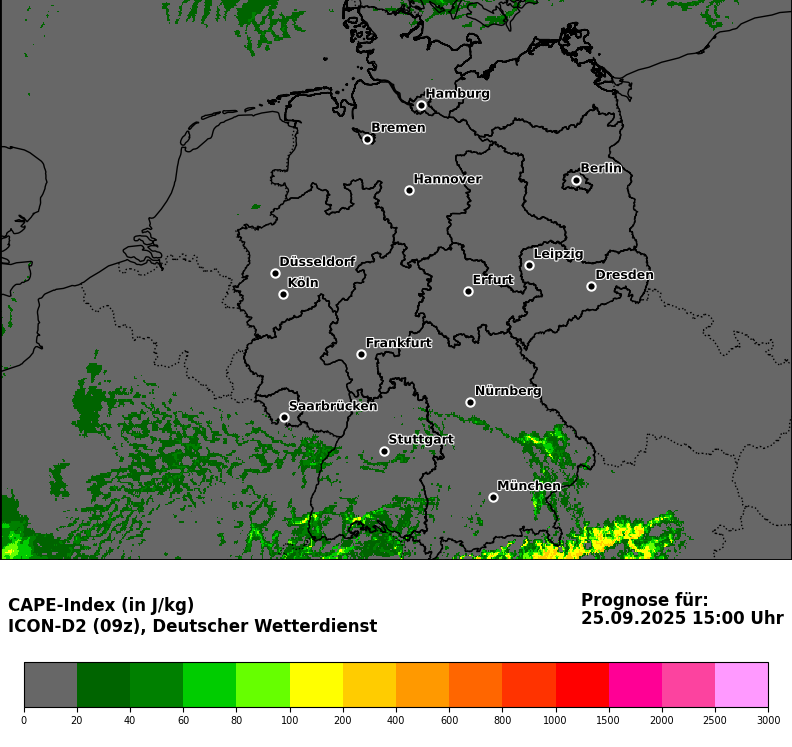 Hamburg
Bremen
Berlin
Hannover
Leipzig
Düsseldorf
Dresden
Köln
Erfurt
Frankfurt
Nürnberg
Saarbrücken
Stuttgart
München
CAPE-Index (in J/kg)
ICON-D2 (09z), Deutscher Wetterdienst
Prognose für:
25.09.2025 15:00 Uhr
0 20 40 60 80 100 200 400 600 800 1000 1500 2000 2500 3000